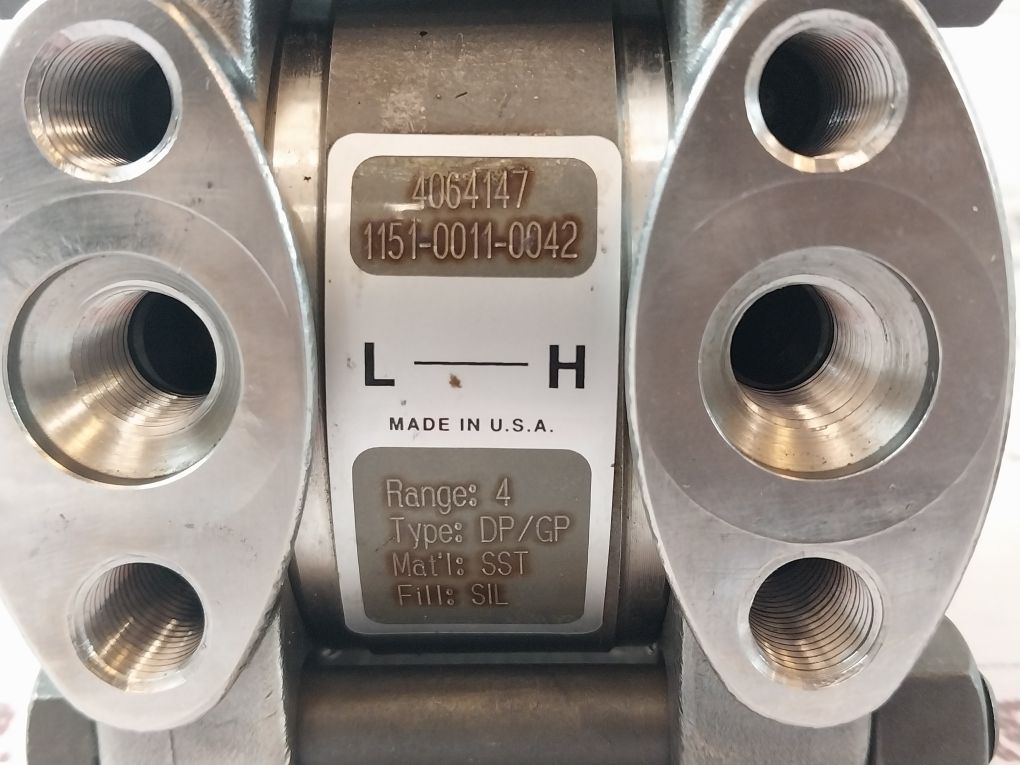 4064147
1151-0011-0042
L — H
MADE IN U.S.A.
Range: 4
Type: DP/GP
Mat'l: SST
Fill: SIL